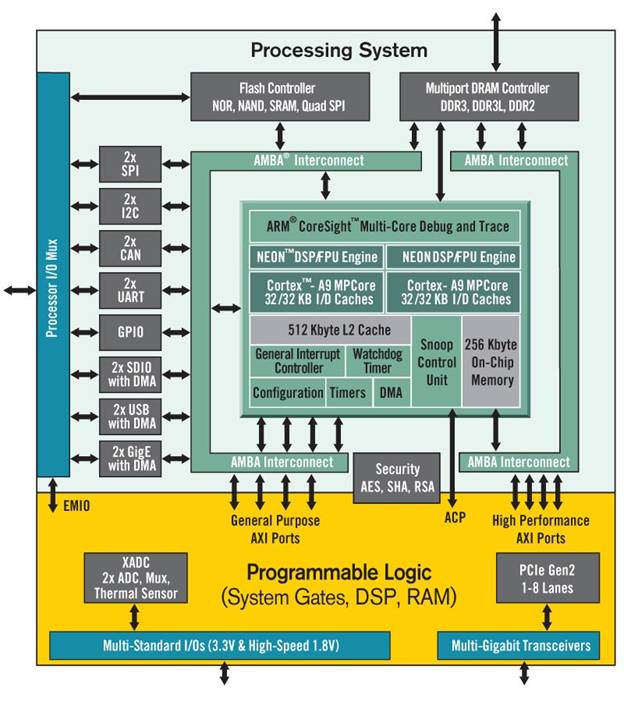 Processing System
Flash Controller
NOR, NAND, SRAM, Quad SPI
Multiport DRAM Controller
DDR3, DDR3L, DDR2
AMBA® Interconnect
AMBA Interconnect
Processor I/O Mux
2x
SPI
2x
I2C
2x
CAN
2x
UART
GPIO
2x SDIO
with DMA
2x USB
with DMA
2x GigE
with DMA
ARM® CoreSight™ Multi-Core Debug and Trace
NEON™ DSP/FPU Engine
NEON DSP/FPU Engine
Cortex™- A9 MPCore
32/32 KB I/D Caches
Cortex- A9 MPCore
32/32 KB I/D Caches
512 Kbyte L2 Cache
General Interrupt
Controller
Watchdog
Timer
Configuration
Timers
DMA
Snoop
Control
Unit
256 Kbyte
On-Chip
Memory
AMBA Interconnect
Security
AES, SHA, RSA
AMBA Interconnect
EMIO
General Purpose
AXI Ports
ACP
High Performance
AXI Ports
XADC
2x ADC, Mux,
Thermal Sensor
Programmable Logic
(System Gates, DSP, RAM)
PCIe Gen2
1-8 Lanes
Multi-Standard I/Os (3.3V & High-Speed 1.8V)
Multi-Gigabit Transceivers